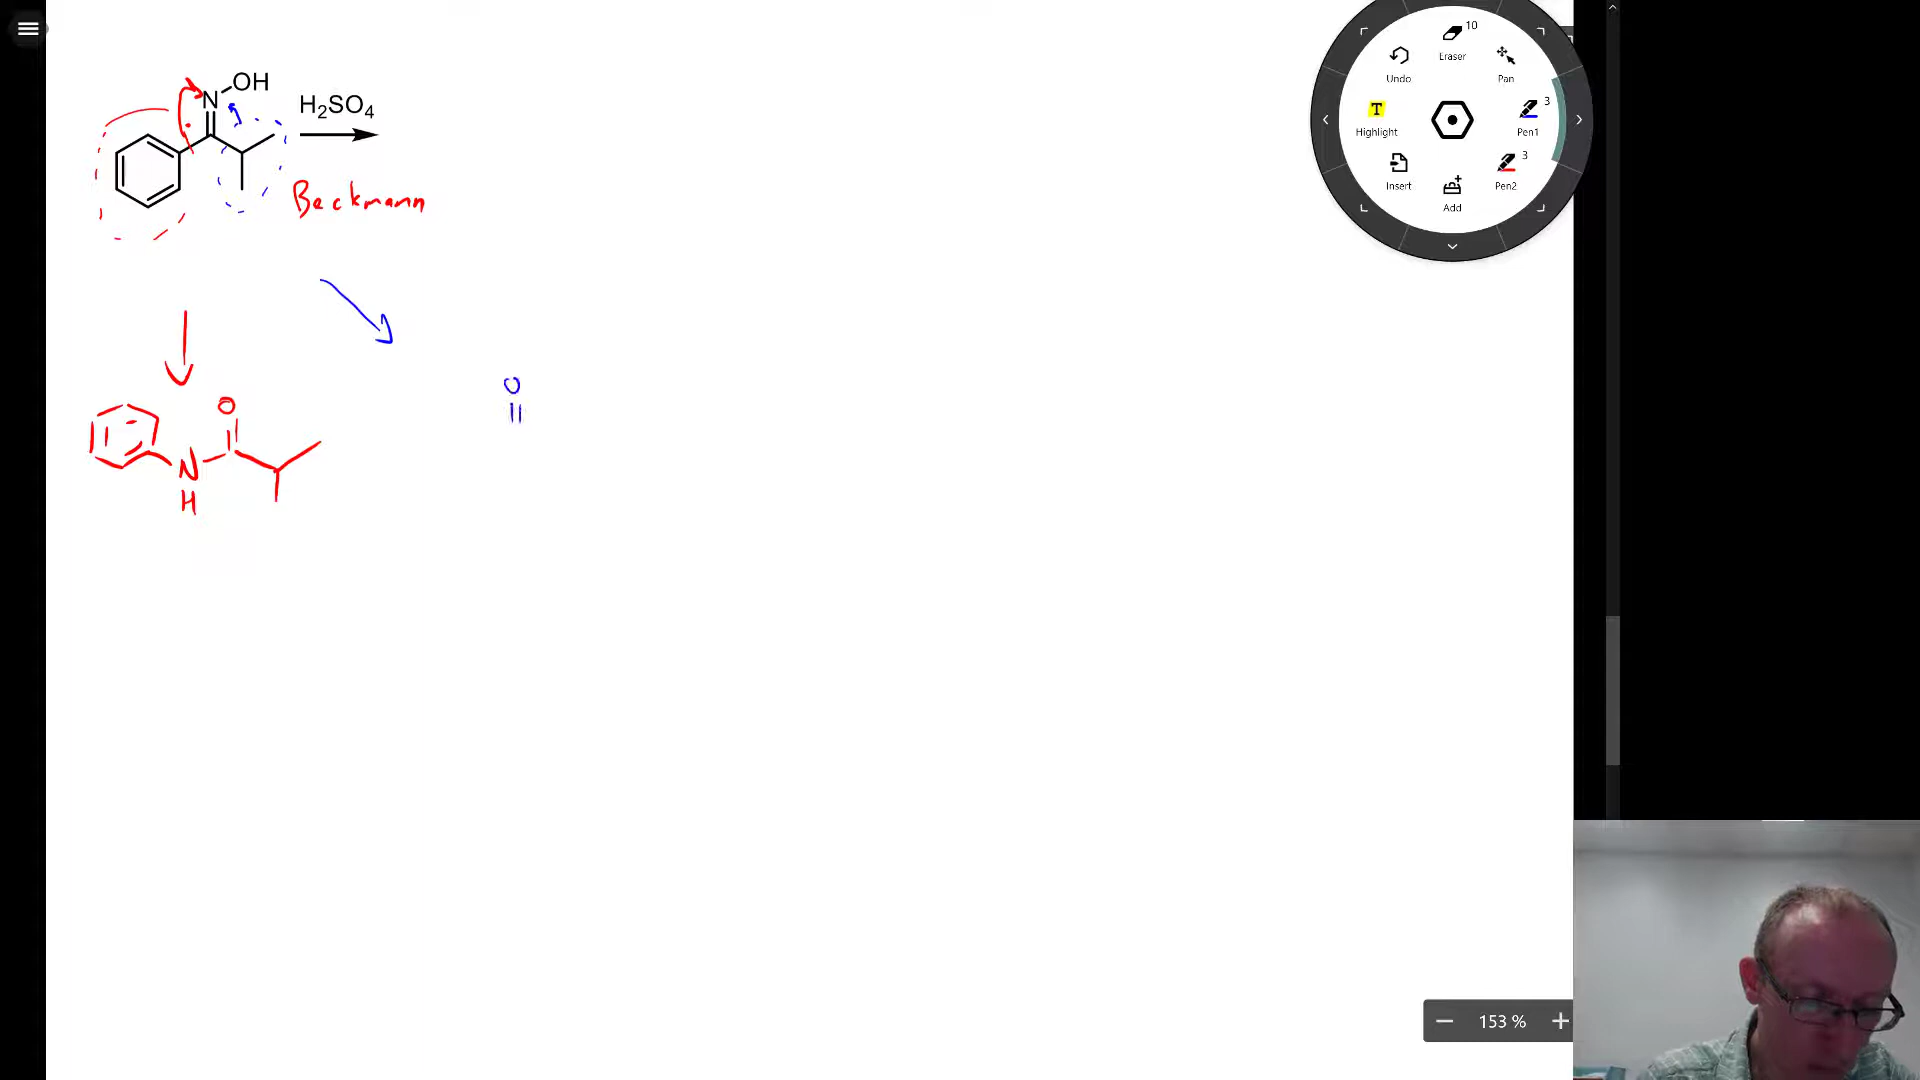 OH
N
H2SO4
Beckmann
O
N
H
O
10
Eraser
Undo
Pan
T
Highlight
3
Pen1
Insert
3
Pen2
Add
153 %